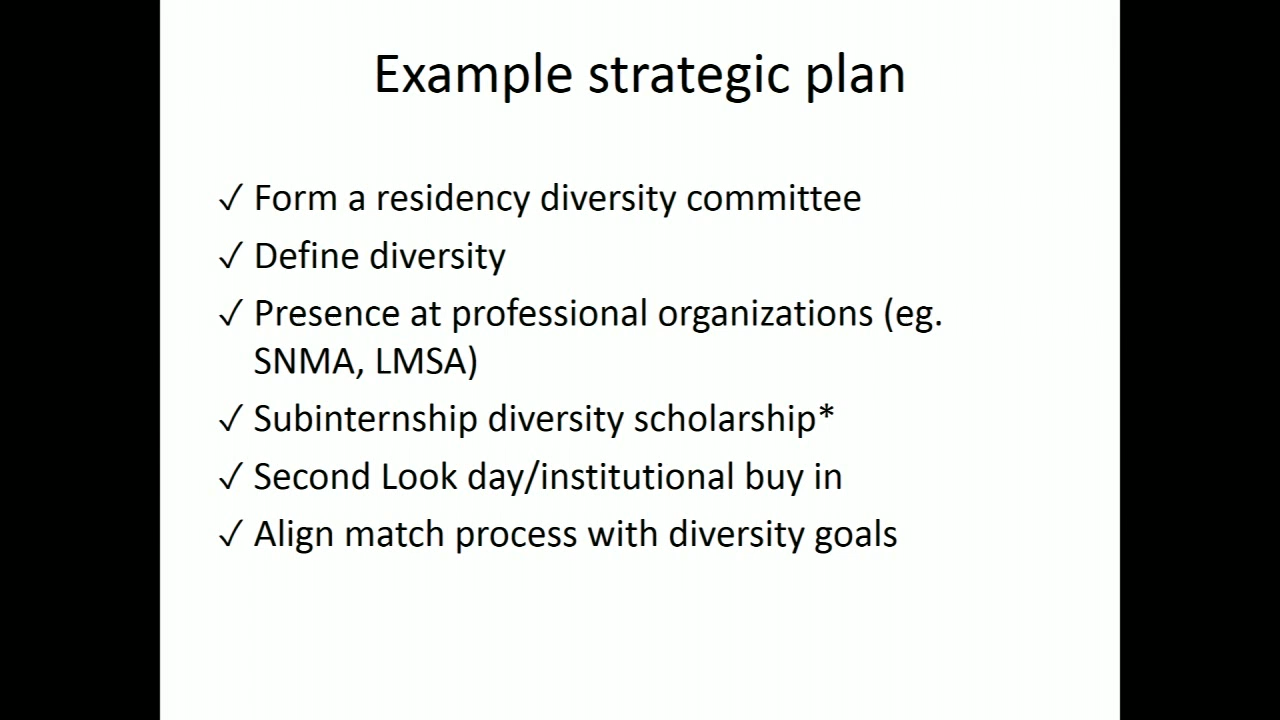 Example strategic plan
✓ Form a residency diversity committee
✓ Define diversity
✓ Presence at professional organizations (eg.
SNMA, LMSA)
✓ Subinternship diversity scholarship*
✓ Second Look day/institutional buy in
✓ Align match process with diversity goals